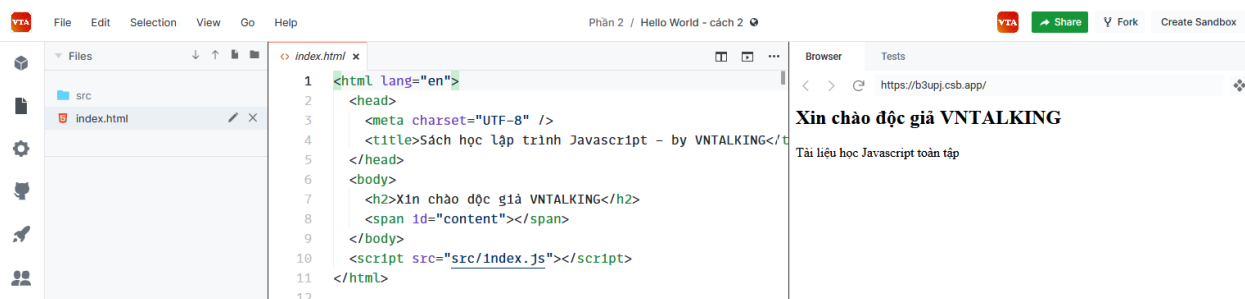 VTA File Edit Selection View Go Help Phần 2 / Hello World - cách 2 VTA Share Fork Create Sandbox
Files
src
index.html
index.html
1 <html lang="en">
2 <head>
3 <meta charset="UTF-8" />
4 <title>Sách học lập trình Javascript - by VNTALKING</t
5 </head>
6 <body>
7 <h2>Xin chào độc giả VNTALKING</h2>
8 <span id="content"></span>
9 </body>
10 <script src="src/index.js"></script>
11 </html>
12
Browser Tests
https://b3upj.csb.app/
Xin chào độc giả VNTALKING
Tài liệu học Javascript toàn tập